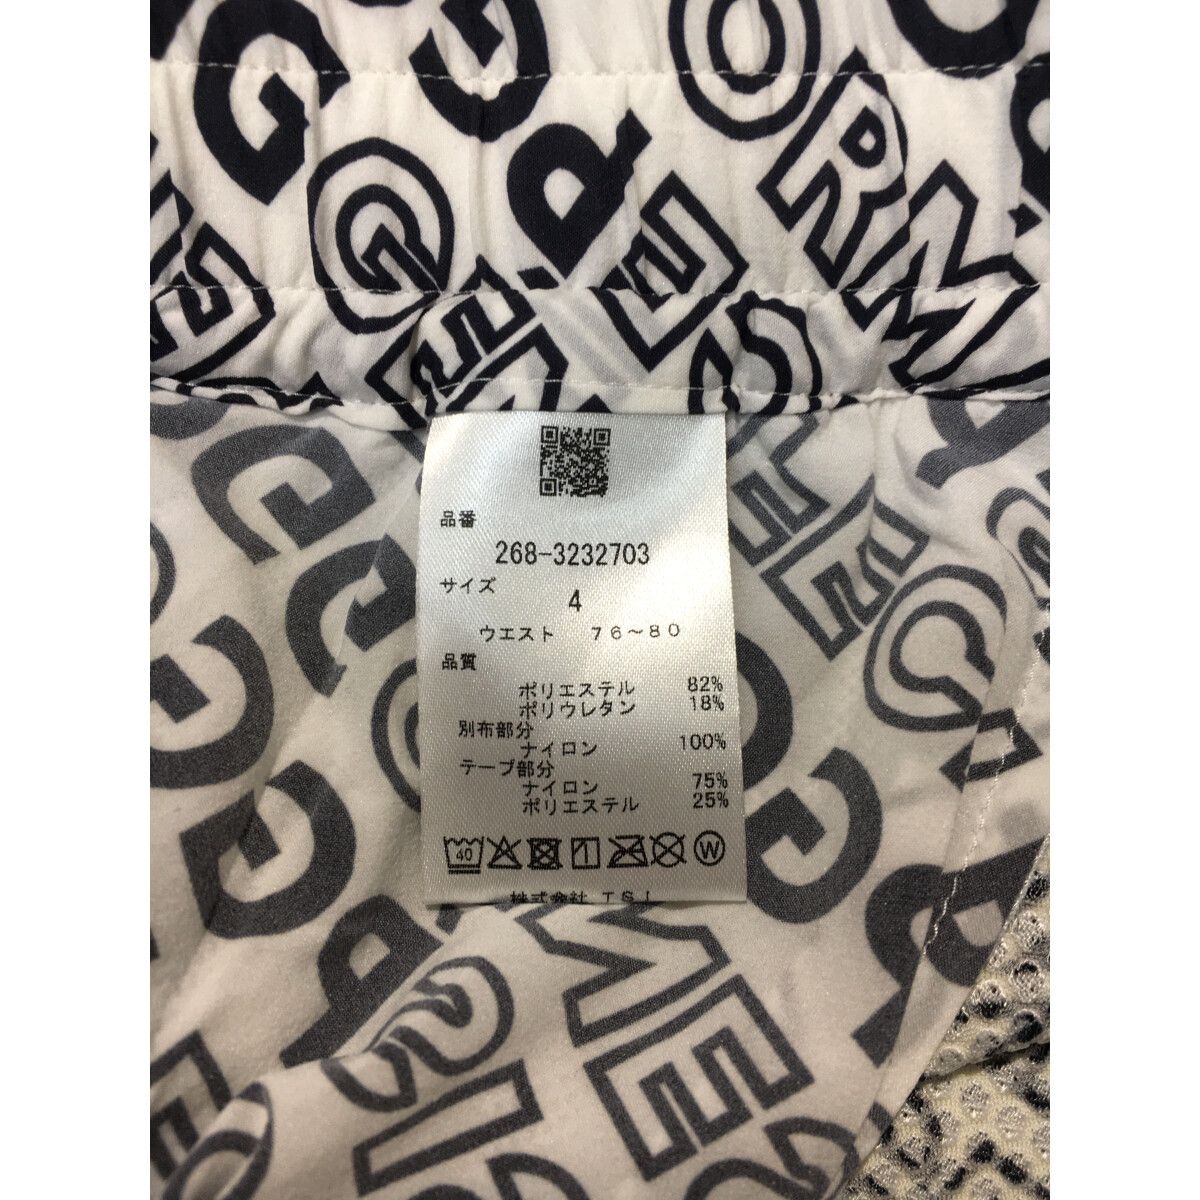 品番
268-3232703
サイズ
4
ウエスト 76～80
品質
ポリエステル 82%
ポリウレタン 18%
別布部分
ナイロン 100%
テープ部分
ナイロン 75%
ポリエステル 25%
40
W
株式会社 TSI